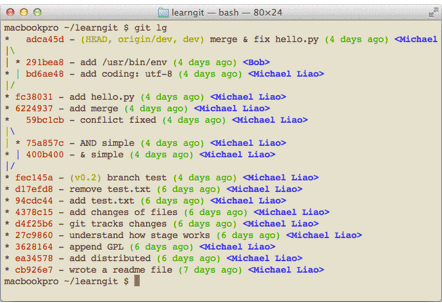 learngit — bash — 80×24
macbookpro ~/learngit $ git lg
*   adca45d - (HEAD, origin/dev, dev) merge & fix hello.py (4 days ago) <Michael
|\
| * 291bea8 - add /usr/bin/env (4 days ago) <Bob>
* | bd6ae48 - add coding: utf-8 (4 days ago) <Michael Liao>
|/
* fc38031 - add hello.py (4 days ago) <Michael Liao>
* 6224937 - add merge (4 days ago) <Michael Liao>
*   59bc1cb - conflict fixed (4 days ago) <Michael Liao>
|\
| * 75a857c - AND simple (4 days ago) <Michael Liao>
* | 400b400 - & simple (4 days ago) <Michael Liao>
|/
* fec145a - (v0.2) branch test (4 days ago) <Michael Liao>
* d17efd8 - remove test.txt (6 days ago) <Michael Liao>
* 94cdc44 - add test.txt (6 days ago) <Michael Liao>
* 4378c15 - add changes of files (6 days ago) <Michael Liao>
* d4f25b6 - git tracks changes (6 days ago) <Michael Liao>
* 27c9860 - understand how stage works (6 days ago) <Michael Liao>
* 3628164 - append GPL (6 days ago) <Michael Liao>
* ea34578 - add distributed (6 days ago) <Michael Liao>
* cb926e7 - wrote a readme file (7 days ago) <Michael Liao>
macbookpro ~/learngit $